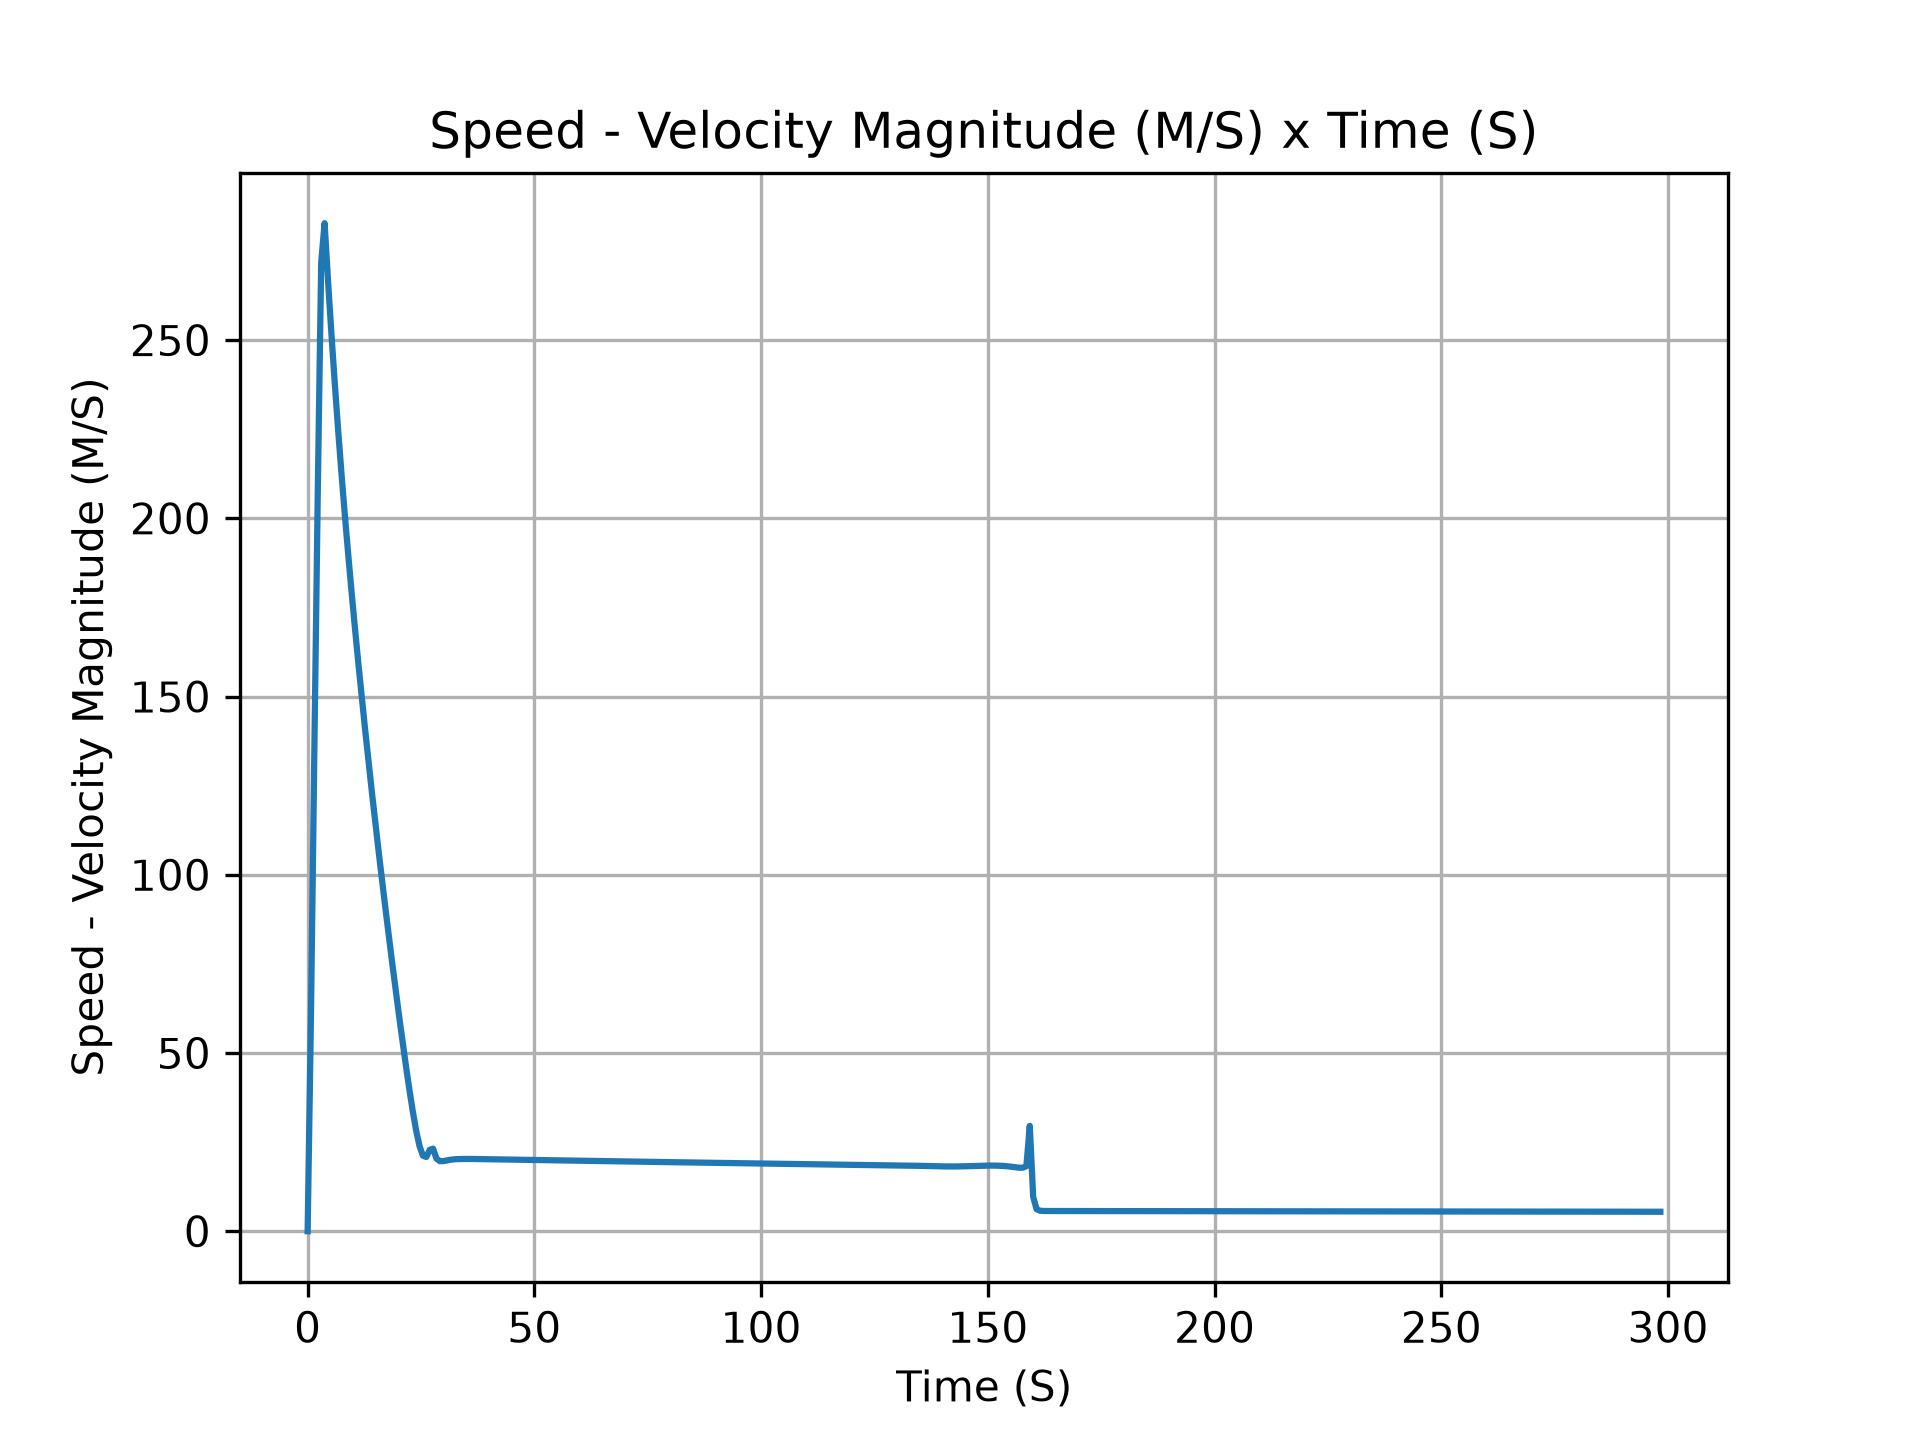 Speed - Velocity Magnitude (M/S) x Time (S)
Speed - Velocity Magnitude (M/S)
250
200
150
100
50
0
0 50 100 150 200 250 300
Time (S)